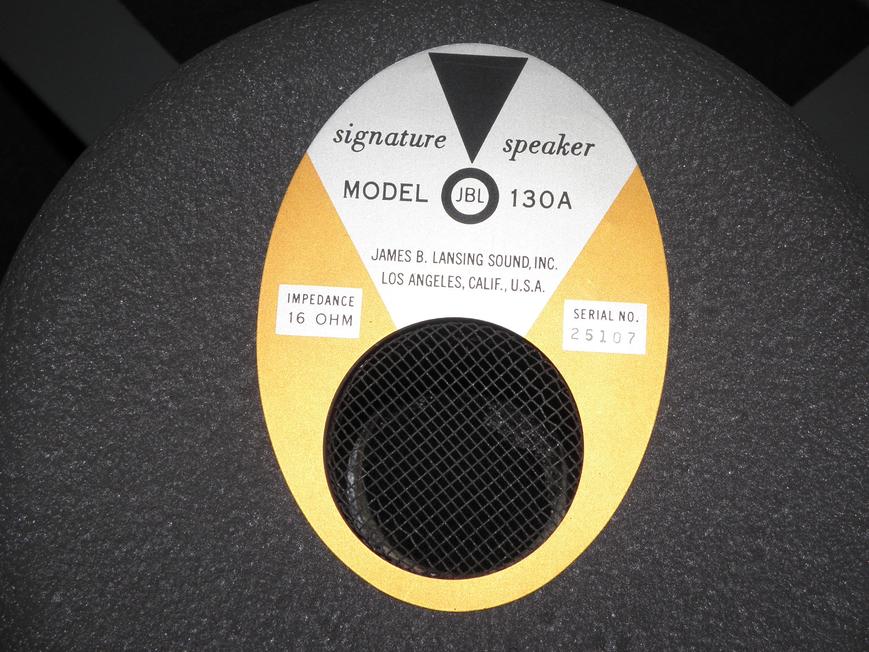 signature speaker
MODEL JBL 130A
JAMES B. LANSING SOUND, INC.
LOS ANGELES, CALIF., U.S.A.
IMPEDANCE
16 OHM
SERIAL NO.
25107